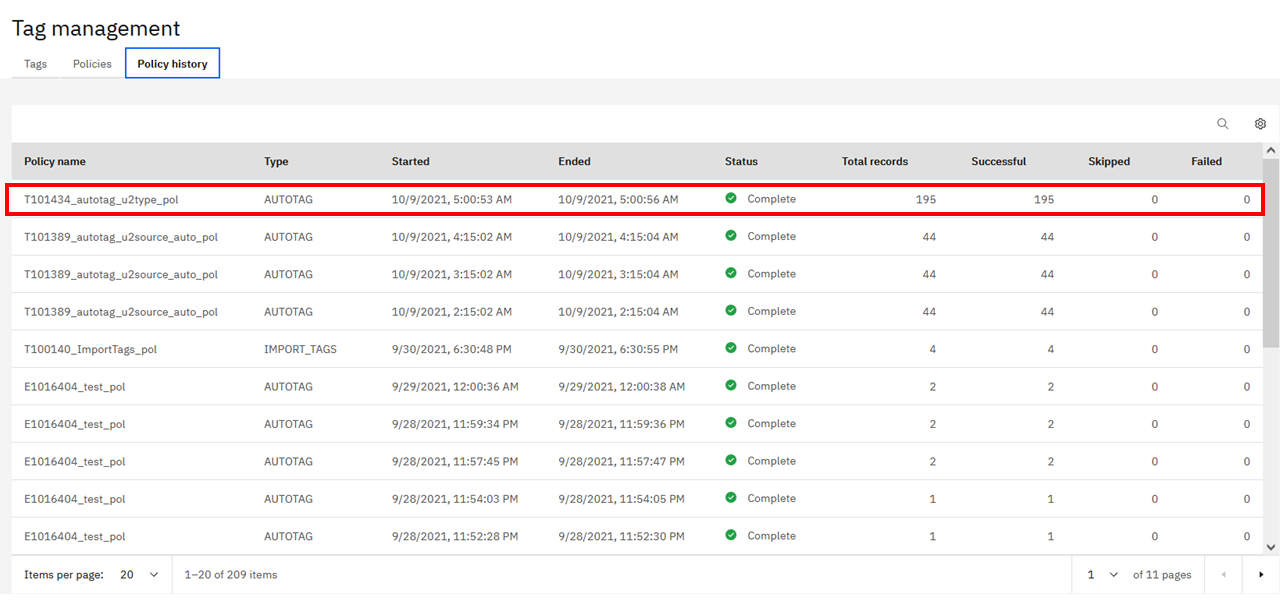 Tag management
Tags Policies Policy history
Policy name Type Started Ended Status Total records Successful Skipped Failed
T101434_autotag_u2type_pol AUTOTAG 10/9/2021, 5:00:53 AM 10/9/2021, 5:00:56 AM Complete 195 195 0 0
T101389_autotag_u2source_auto_pol AUTOTAG 10/9/2021, 4:15:02 AM 10/9/2021, 4:15:04 AM Complete 44 44 0 0
T101389_autotag_u2source_auto_pol AUTOTAG 10/9/2021, 3:15:02 AM 10/9/2021, 3:15:04 AM Complete 44 44 0 0
T101389_autotag_u2source_auto_pol AUTOTAG 10/9/2021, 2:15:02 AM 10/9/2021, 2:15:04 AM Complete 44 44 0 0
T100140_ImportTags_pol IMPORT_TAGS 9/30/2021, 6:30:48 PM 9/30/2021, 6:30:55 PM Complete 4 4 0 0
E1016404_test_pol AUTOTAG 9/29/2021, 12:00:36 AM 9/29/2021, 12:00:38 AM Complete 2 2 0 0
E1016404_test_pol AUTOTAG 9/28/2021, 11:59:34 PM 9/28/2021, 11:59:36 PM Complete 2 2 0 0
E1016404_test_pol AUTOTAG 9/28/2021, 11:57:45 PM 9/28/2021, 11:57:47 PM Complete 2 2 0 0
E1016404_test_pol AUTOTAG 9/28/2021, 11:54:03 PM 9/28/2021, 11:54:05 PM Complete 1 1 0 0
E1016404_test_pol AUTOTAG 9/28/2021, 11:52:28 PM 9/28/2021, 11:52:30 PM Complete 1 1 0 0
Items per page: 20 1–20 of 209 items 1 of 11 pages